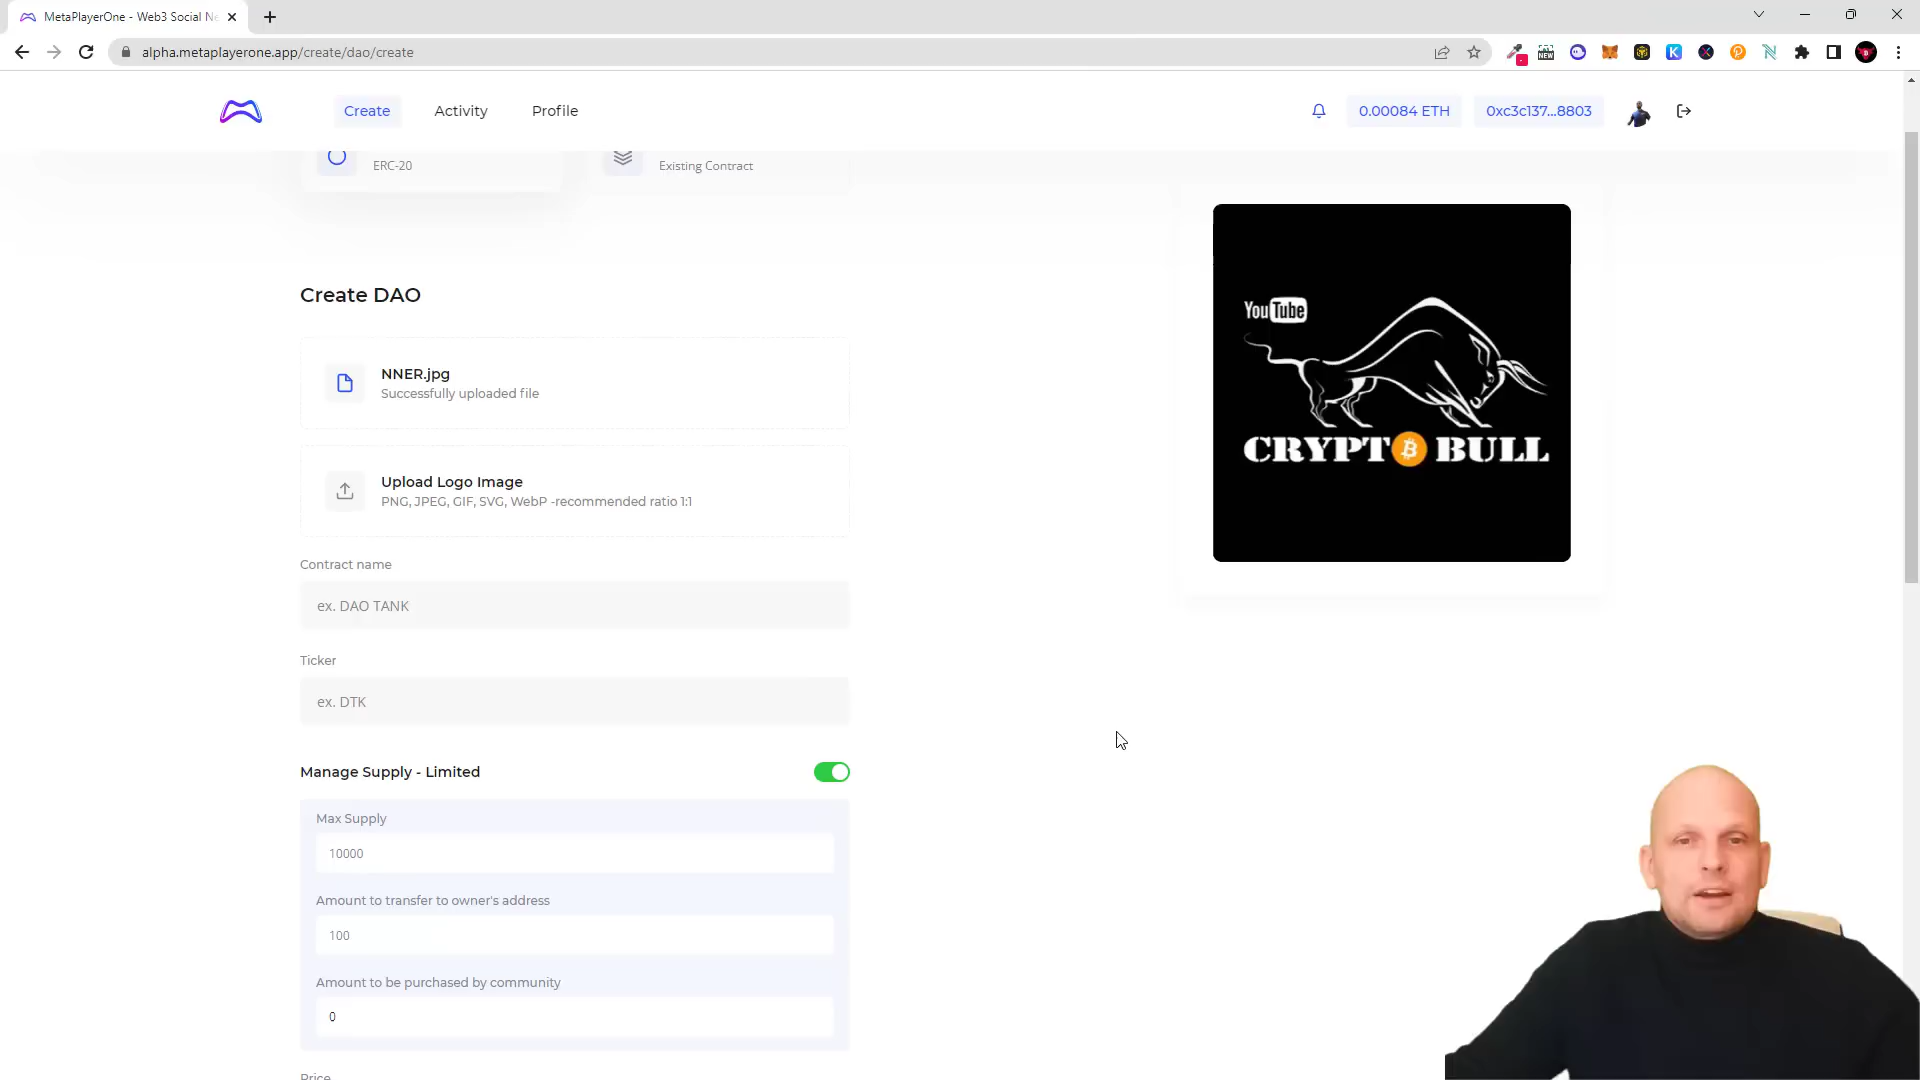 MetaPlayerOne - Web3 Social Ne
alpha.metaplayerone.app/create/dao/create
NEW
Create
Activity
Profile
0.00084 ETH
0xc3c137...8803
ERC-20
Existing Contract
Create DAO
NNER.jpg
Successfully uploaded file
Upload Logo Image
PNG, JPEG, GIF, SVG, WebP -recommended ratio 1:1
Contract name
ex. DAO TANK
Ticker
ex. DTK
Manage Supply - Limited
Max Supply
10000
Amount to transfer to owner's address
100
Amount to be purchased by community
0
Price
YouTube
CRYPT₿BULL